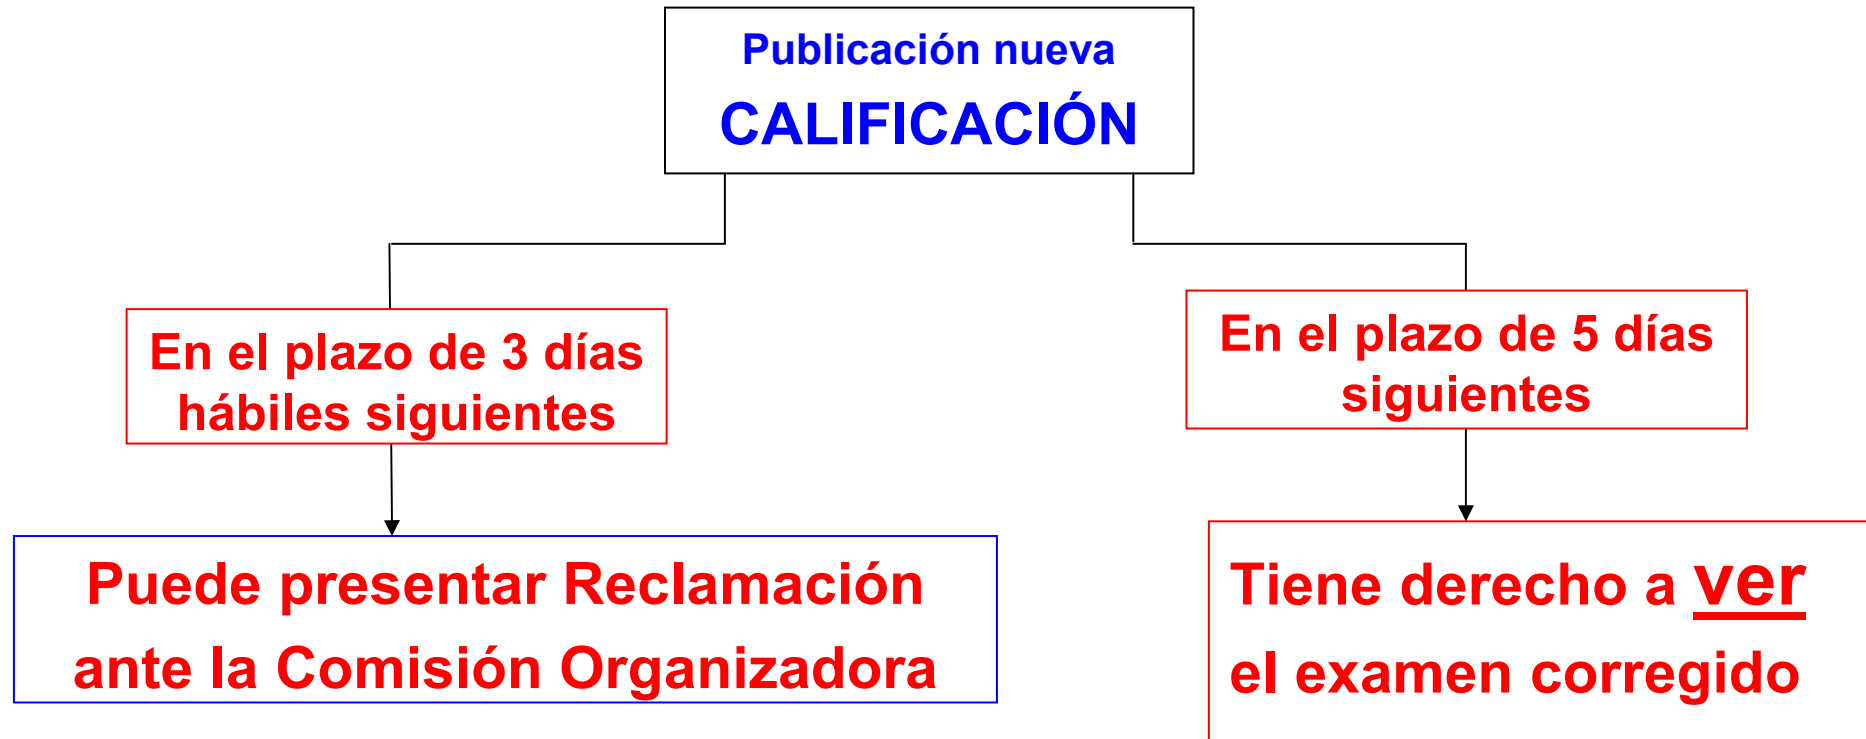 Publicación nueva
CALIFICACIÓN
En el plazo de 3 días
hábiles siguientes
En el plazo de 5 días
siguientes
Puede presentar Reclamación
ante la Comisión Organizadora
Tiene derecho a ver
el examen corregido